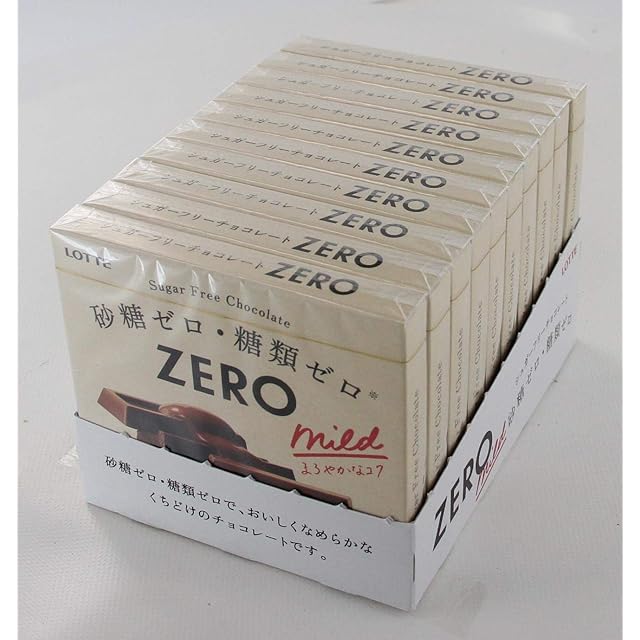 シュガーフリーチョコレート ZERO
シュガーフリーチョコレート ZERO
シュガーフリーチョコレート ZERO
シュガーフリーチョコレート ZERO
シュガーフリーチョコレート ZERO
シュガーフリーチョコレート ZERO
シュガーフリーチョコレート ZERO
シュガーフリーチョコレート ZERO
シュガーフリーチョコレート ZERO
LOTTE
Sugar Free Chocolate
砂糖ゼロ・糖類ゼロ※
ZERO
mild
まろやかなコク
砂糖ゼロ・糖類ゼロで、おいしくなめらかな
くちどけのチョコレートです。
Free Chocolate
LOTTE
シュガーフリーチョコレート
砂糖ゼロ・糖類ゼロ
ZERO
mild